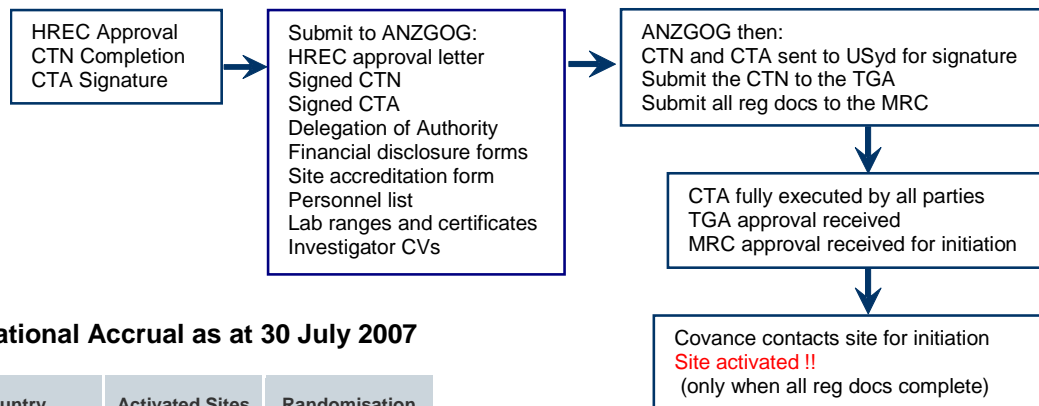 HREC Approval
CTN Completion
CTA Signature
Submit to ANZGOG:
HREC approval letter
Signed CTN
Signed CTA
Delegation of Authority
Financial disclosure forms
Site accreditation form
Personnel list
Lab ranges and certificates
Investigator CVs
ANZGOG then:
CTN and CTA sent to USyd for signature
Submit the CTN to the TGA
Submit all reg docs to the MRC
CTA fully executed by all parties
TGA approval received
MRC approval received for initiation
Covance contacts site for initiation
Site activated !!
(only when all reg docs complete)
ational Accrual as at 30 July 2007
untry Activated Sites Randomisation